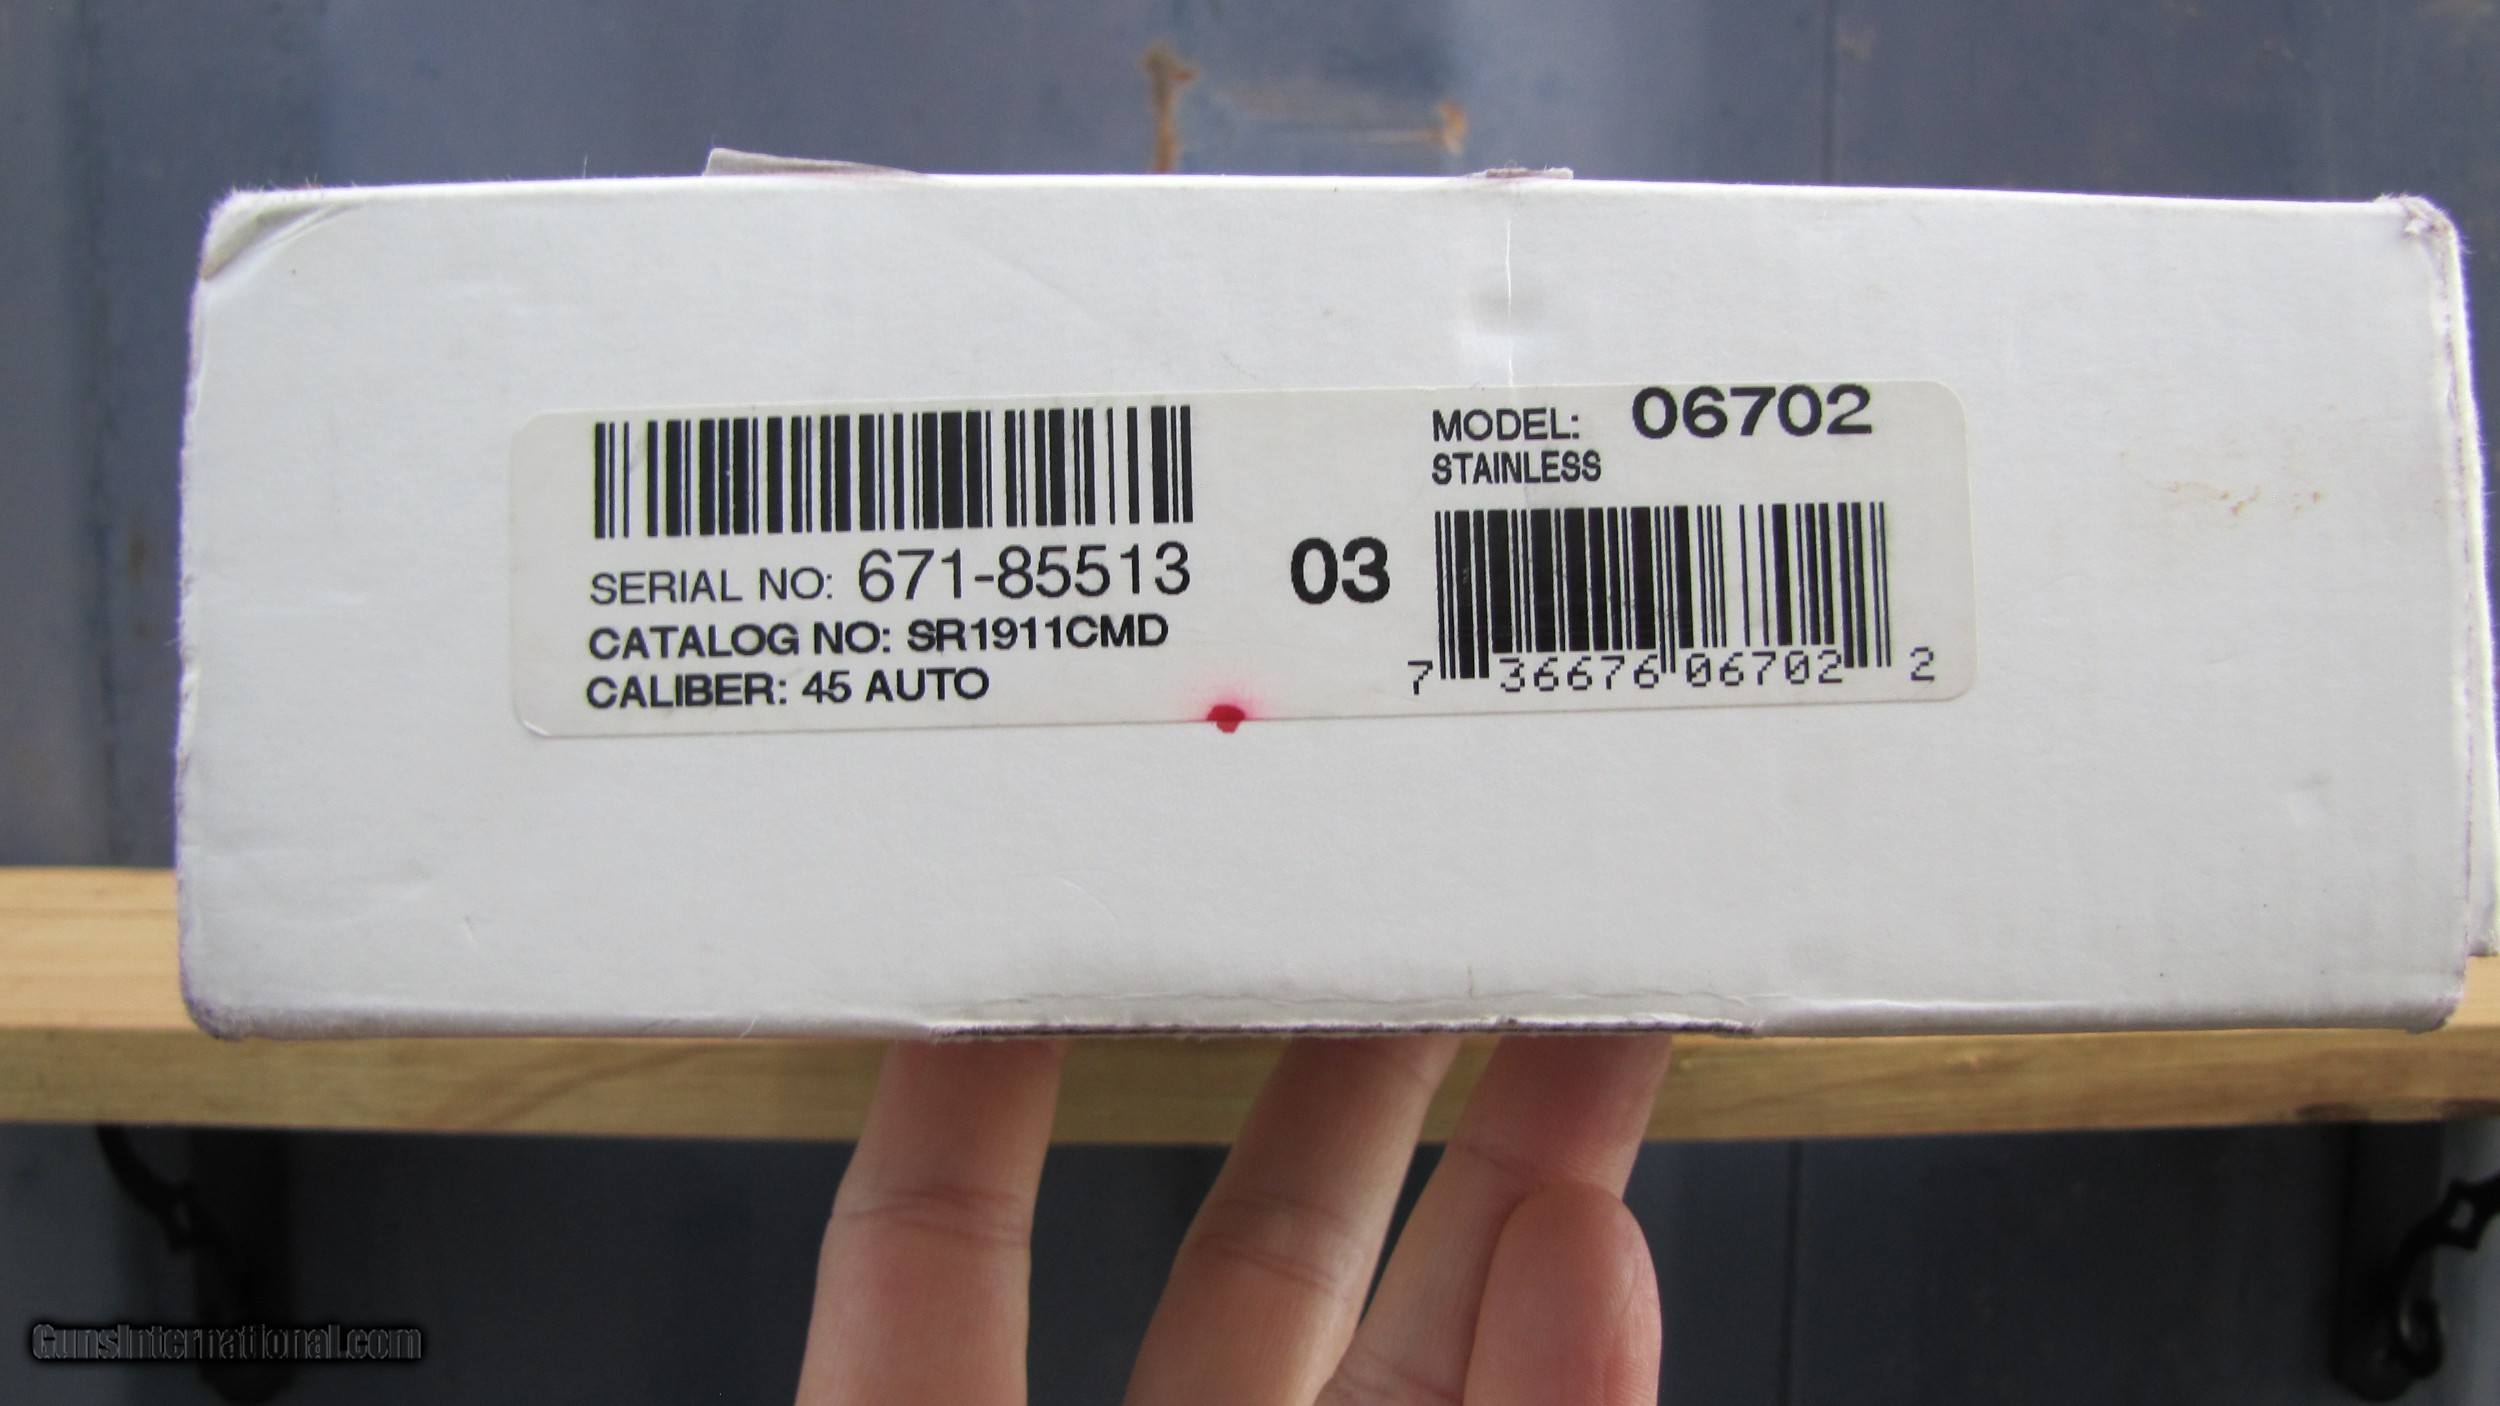 SERIAL NO: 671-85513
CATALOG NO: SR1911CMD
CALIBER: 45 AUTO
03
MODEL: 06702
STAINLESS
7 36676 06702 2
GunsInternational.com